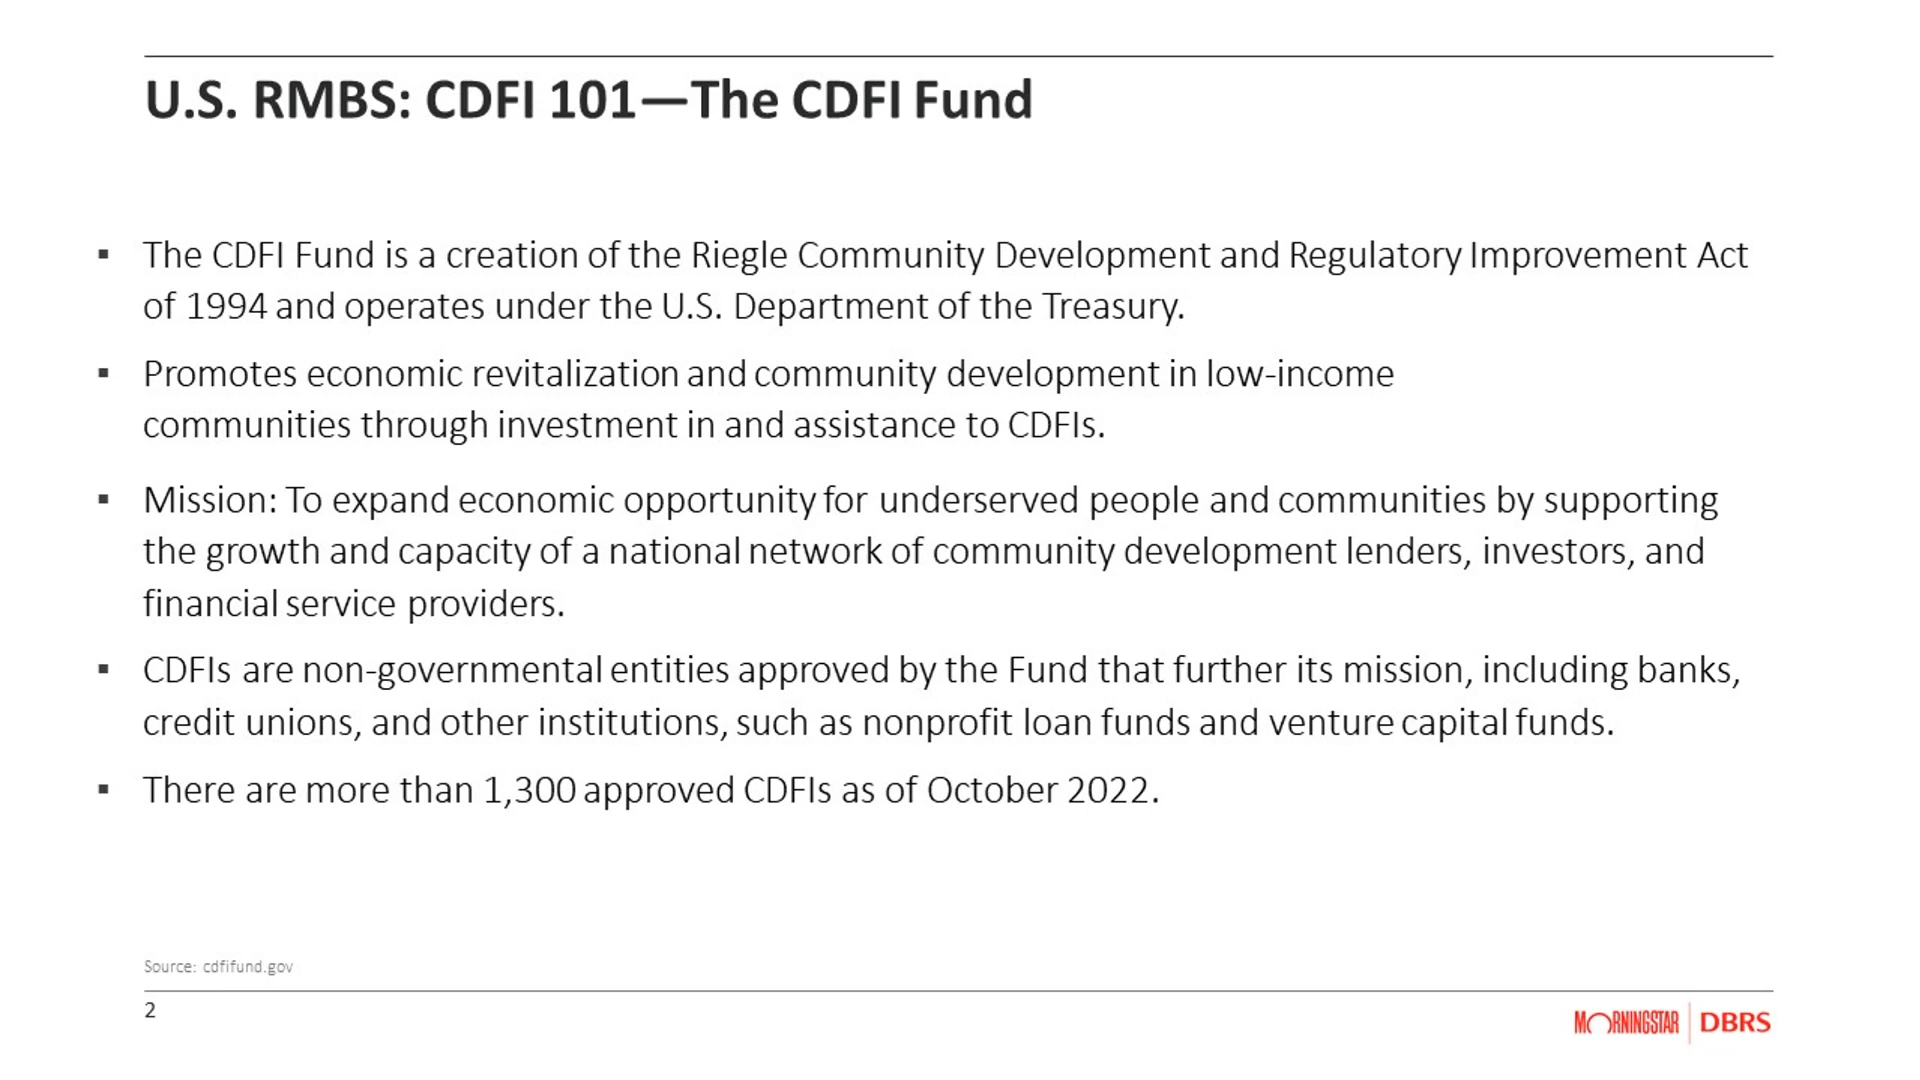 U.S. RMBS: CDFI 101—The CDFI Fund
▪ The CDFI Fund is a creation of the Riegle Community Development and Regulatory Improvement Act
of 1994 and operates under the U.S. Department of the Treasury.
▪ Promotes economic revitalization and community development in low-income
communities through investment in and assistance to CDFIs.
▪ Mission: To expand economic opportunity for underserved people and communities by supporting
the growth and capacity of a national network of community development lenders, investors, and
financial service providers.
▪ CDFIs are non-governmental entities approved by the Fund that further its mission, including banks,
credit unions, and other institutions, such as nonprofit loan funds and venture capital funds.
▪ There are more than 1,300 approved CDFIs as of October 2022.
Source: cdfifund.gov
2
MORNINGSTAR | DBRS